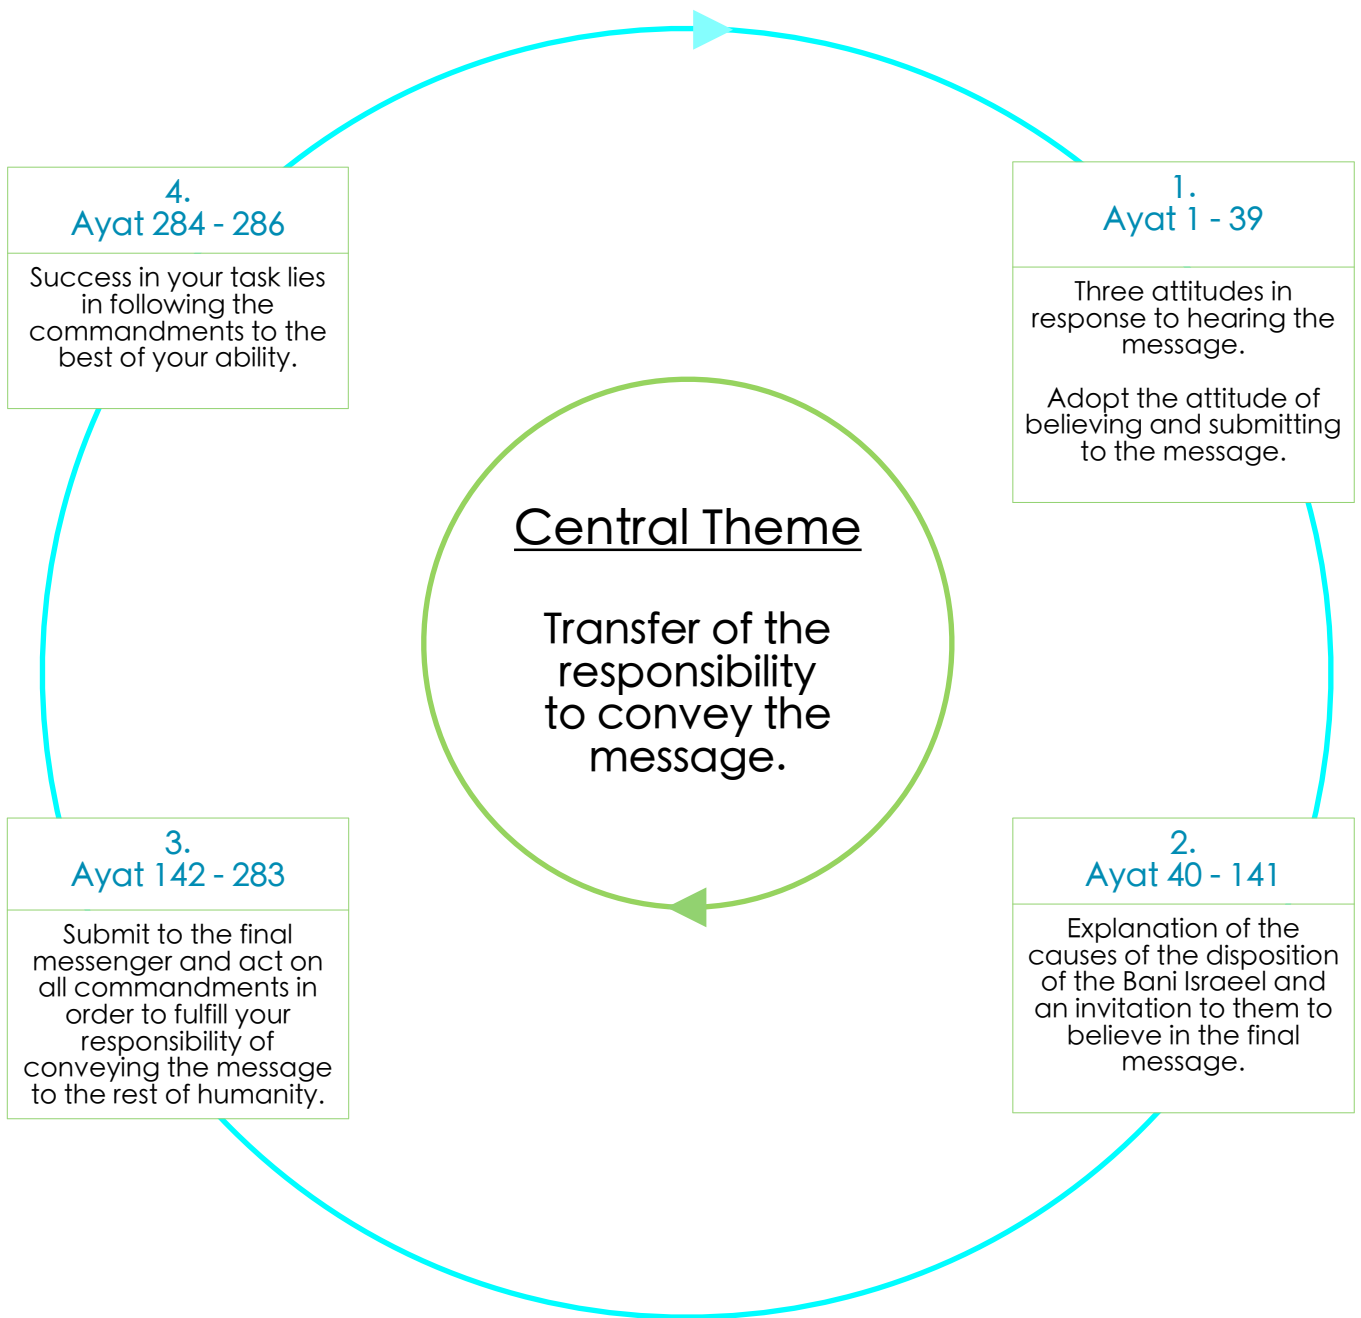 Central Theme
Transfer of the
responsibility
to convey the
message.
1.
Ayat 1 - 39
Three attitudes in
response to hearing the
message.
Adopt the attitude of
believing and submitting
to the message.
2.
Ayat 40 - 141
Explanation of the
causes of the disposition
of the Bani Israeel and
an invitation to them to
believe in the final
message.
3.
Ayat 142 - 283
Submit to the final
messenger and act on
all commandments in
order to fulfill your
responsibility of
conveying the message
to the rest of humanity.
4.
Ayat 284 - 286
Success in your task lies
in following the
commandments to the
best of your ability.